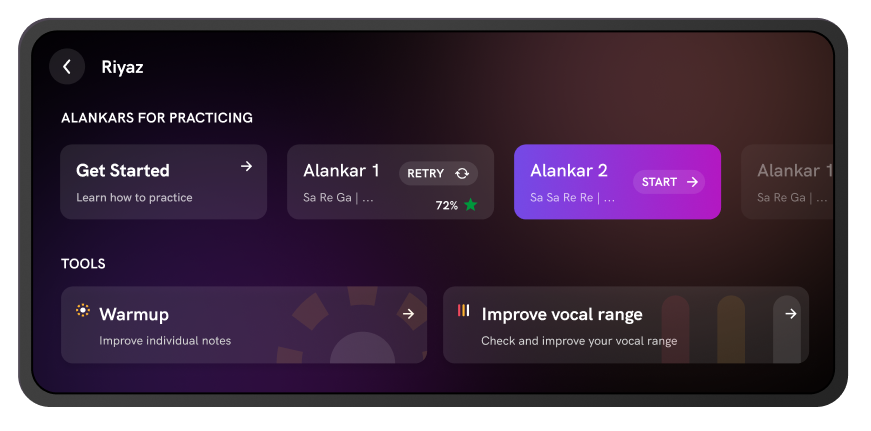 Riyaz
ALANKARS FOR PRACTICING
Get Started
Learn how to practice
Alankar 1
RETRY
Sa Re Ga | ...
72%
Alankar 2
START
Sa Sa Re Re | ...
Alankar 1
Sa Re Ga | ...
TOOLS
Warmup
Improve individual notes
Improve vocal range
Check and improve your vocal range